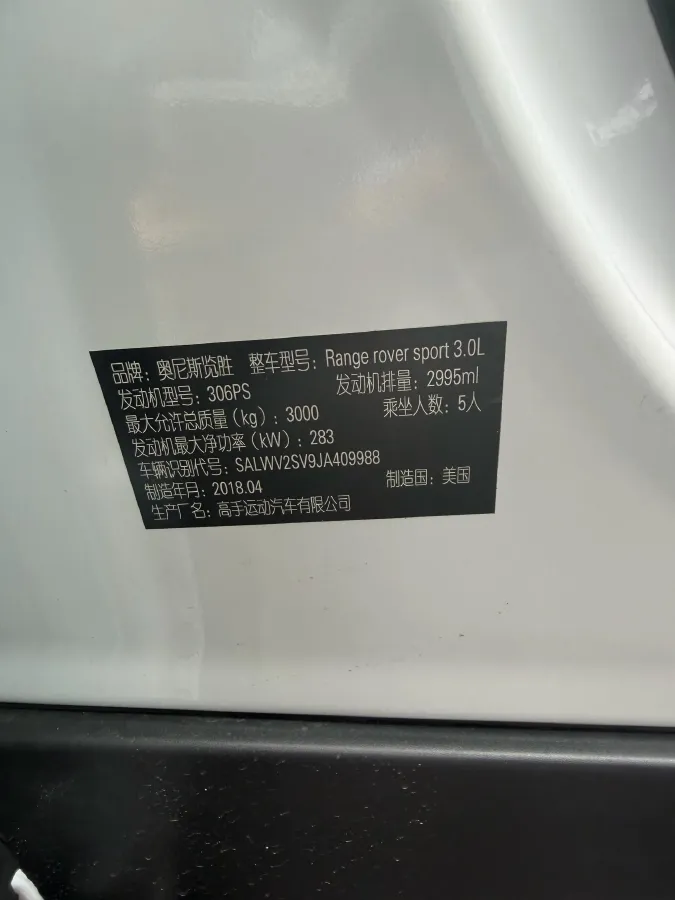 品牌：奥尼斯览胜 整车型号：Range rover sport 3.0L
发动机型号：306PS 发动机排量：2995ml
最大允许总质量（kg）：3000 乘坐人数：5人
发动机最大净功率（kW）：283
车辆识别代号：SALWV2SV9JA409988
制造年月：2018.04 制造国：美国
生产厂名：高手运动汽车有限公司